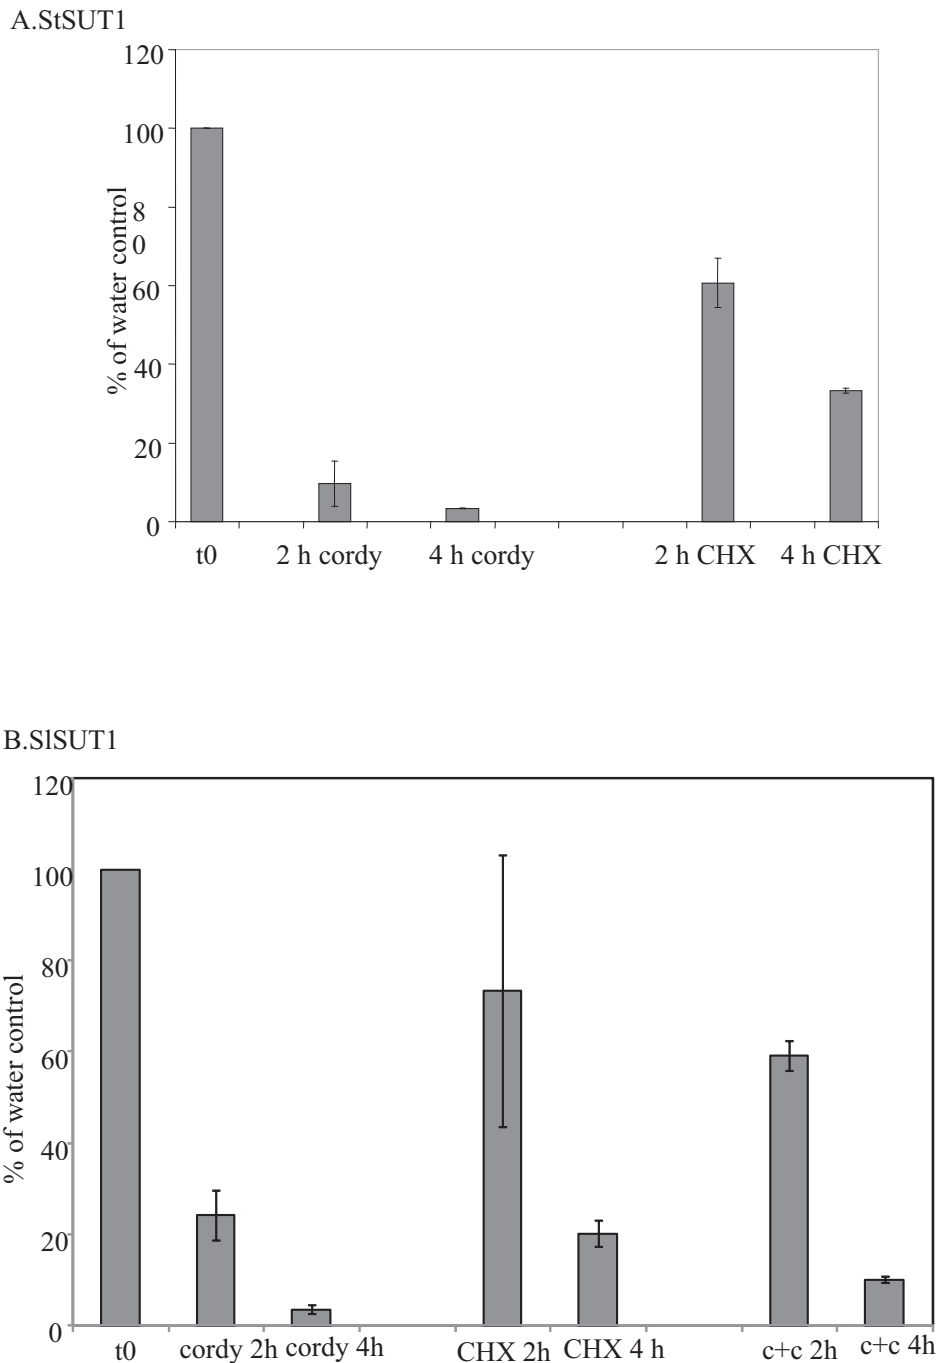 A.StSUT1
120
100
8
0
60
40
20
0
% of water control
t0 2 h cordy 4 h cordy 2 h CHX 4 h CHX
B.SlSUT1
120
100
80
60
40
20
0
% of water control
t0 cordy 2h cordy 4h CHX 2h CHX 4 h c+c 2h c+c 4h